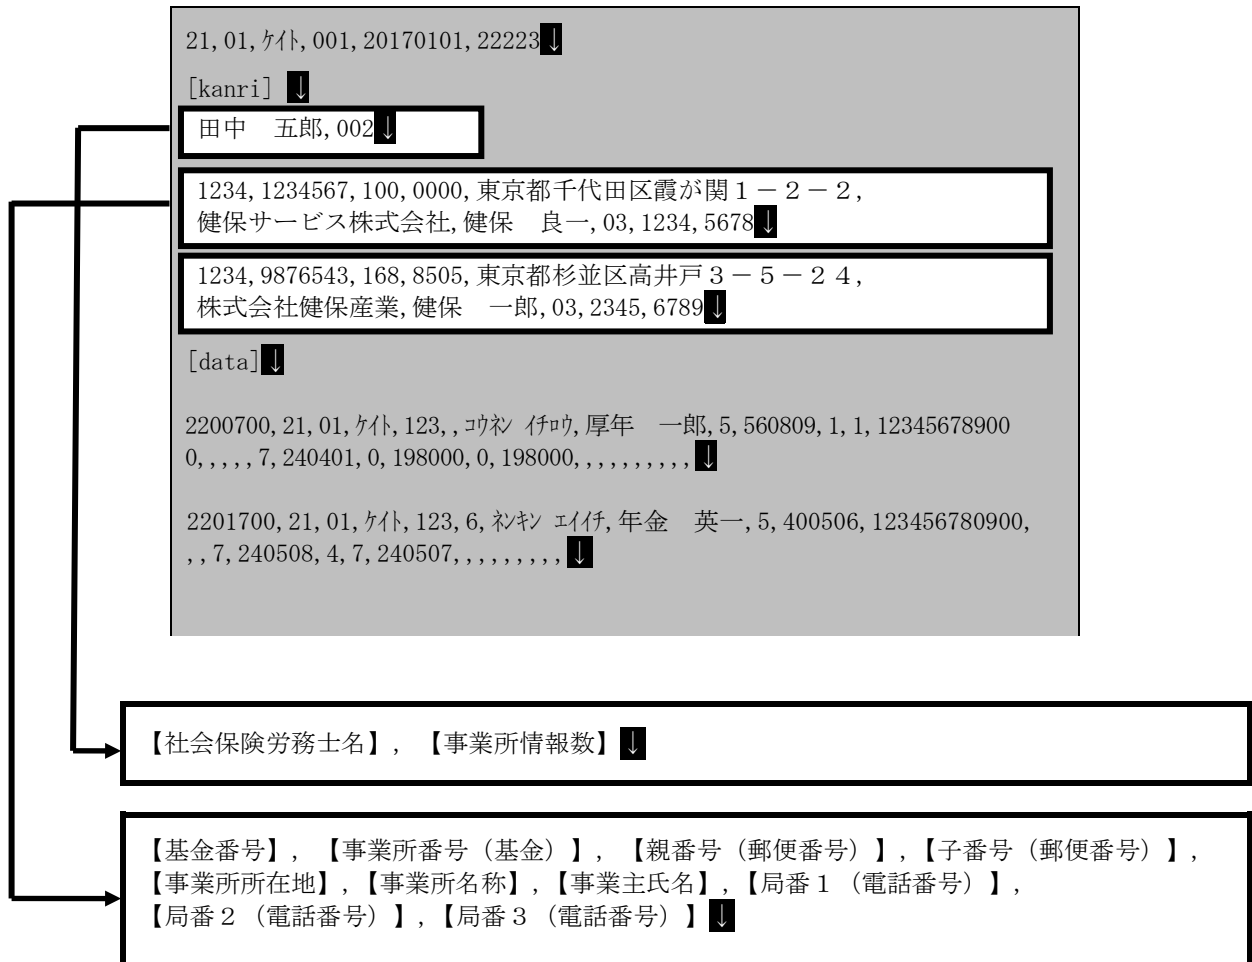 21,01,ｹｲﾄ,001,20170101,22223↓
[kanri] ↓
田中　五郎,002↓
1234,1234567,100,0000,東京都千代田区霞が関１－２－２,
健保サービス株式会社,健保　良一,03,1234,5678↓
1234,9876543,168,8505,東京都杉並区高井戸３－５－２４,
株式会社健保産業,健保　一郎,03,2345,6789↓
[data]↓
2200700,21,01,ｹｲﾄ,123,,ｺｳﾈﾝ ｲﾁﾛｳ,厚年　一郎,5,560809,1,1,12345678900
0,,,,,7,240401,0,198000,0,198000,,,,,,,,,,↓
2201700,21,01,ｹｲﾄ,123,6,ﾈﾝｷﾝ ｴｲｲﾁ,年金　英一,5,400506,123456780900,
,,7,240508,4,7,240507,,,,,,,,,↓
【社会保険労務士名】,【事業所情報数】↓
【基金番号】,【事業所番号（基金）】,【親番号（郵便番号）】,【子番号（郵便番号）】,
【事業所所在地】,【事業所名称】,【事業主氏名】,【局番１（電話番号）】,
【局番２（電話番号）】,【局番３（電話番号）】↓